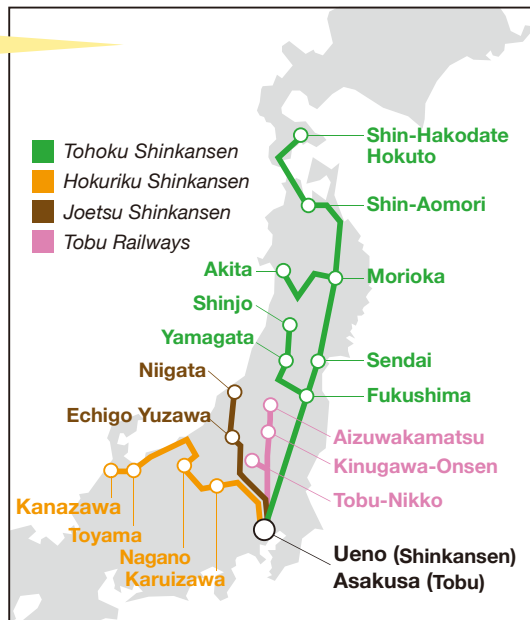 Shin-Hakodate
Hokuto
Tohoku Shinkansen
Hokuriku Shinkansen
Joetsu Shinkansen
Tobu Railways
Shin-Aomori
Akita
Morioka
Shinjo
Yamagata
Sendai
Niigata
Fukushima
Echigo Yuzawa
Aizuwakamatsu
Kinugawa-Onsen
Tobu-Nikko
Kanazawa
Toyama
Nagano
Karuizawa
Ueno (Shinkansen)
Asakusa (Tobu)